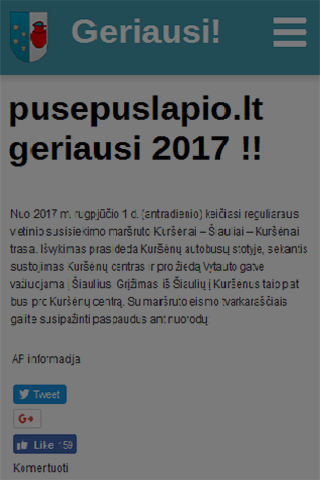 Geriausi!
pusepuslapio.lt
geriausi 2017 !!
Nuo 2017 m. rugpjūčio 1 d. (antradienio) keičiasi reguliaraus
vietinio susisiekimo maršruto Kuršėnai – Šiauliai – Kuršėnai
trasa. Išvykimas prasideda Kuršėnų autobusų stotyje, sekantis
sustojimas Kuršėnų centras ir pro žiedą Vytauto gatve
važiuojama į Šiaulius. Grįžimas iš Šiaulių į Kuršėnus taip pat
bus pro Kuršėnų centrą. Su maršruto eismo tvarkaraščiais
galite susipažinti paspaudus ant nuorodų.
AP informacija
Tweet
G+
Like 159
Komentuoti